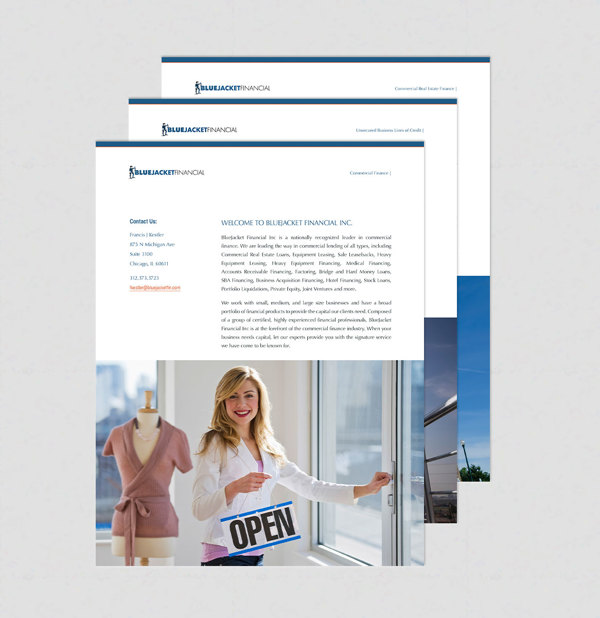 BLUEJACKETFINANCIAL
Commercial Real Estate Finance |
BLUEJACKETFINANCIAL
Unsecured Business Lines of Credit |
BLUEJACKETFINANCIAL
Commercial Finance |
Contact Us:
Francis J Kesler
875 N Michigan Ave
Suite 3100
Chicago, IL 60611
312.373.3723
WELCOME TO BLUEJACKET FINANCIAL INC.
BlueJacket Financial Inc is a nationally recognized leader in commercial
finance. We are leading the way in commercial lending of all types, including
Commercial Real Estate Loans, Equipment Leasing, Sale Leasebacks, Heavy
Equipment Leasing, Heavy Equipment Financing, Medical Financing,
Accounts Receivable Financing, Factoring, Bridge and Hard Money Loans,
SBA Financing, Business Acquisition Financing, Hotel Financing, Stock Loans,
Portfolio Liquidations, Private Equity, Joint Ventures and more.
We work with small, medium, and large size businesses and have a broad
portfolio of financial products to provide the capital our clients need. Composed
of a group of certified, highly experienced financial professionals, BlueJacket
Financial Inc is at the forefront of the commercial finance industry. When your
business needs capital, let our experts provide you with the signature service
we have come to be known for.
OPEN